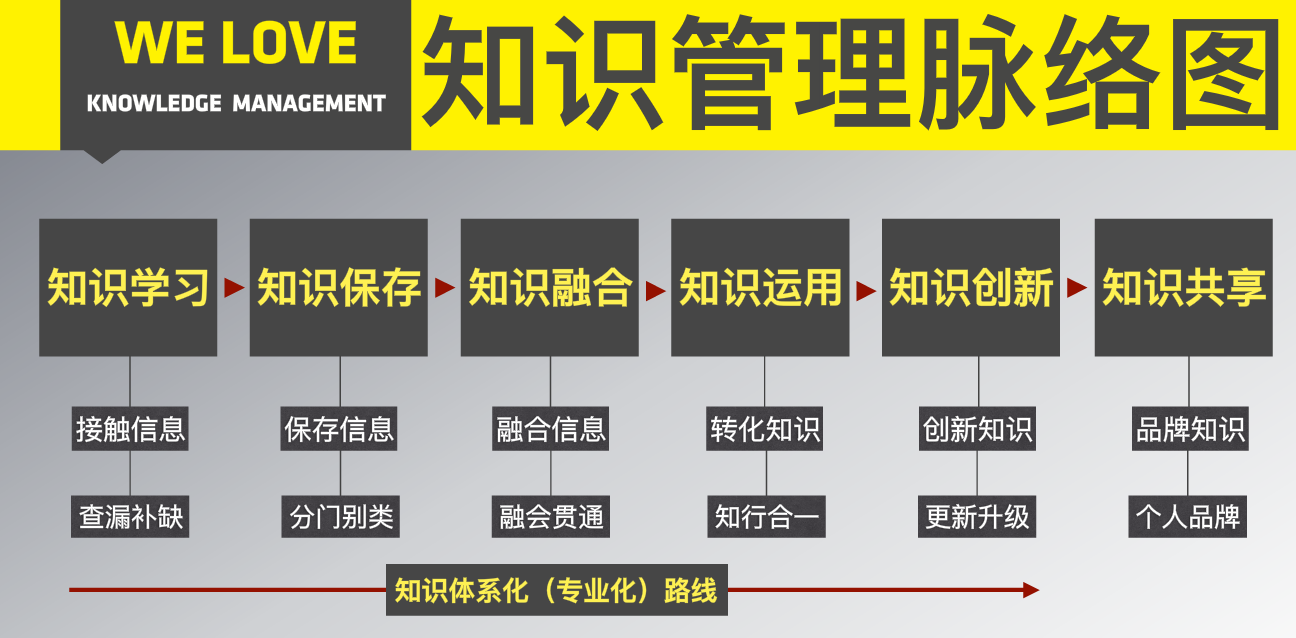 WE LOVE
KNOWLEDGE MANAGEMENT
知识管理脉络图
知识学习
知识保存
知识融合
知识运用
知识创新
知识共享
接触信息
保存信息
融合信息
转化知识
创新知识
品牌知识
查漏补缺
分门别类
融会贯通
知行合一
更新升级
个人品牌
知识体系化（专业化）路线